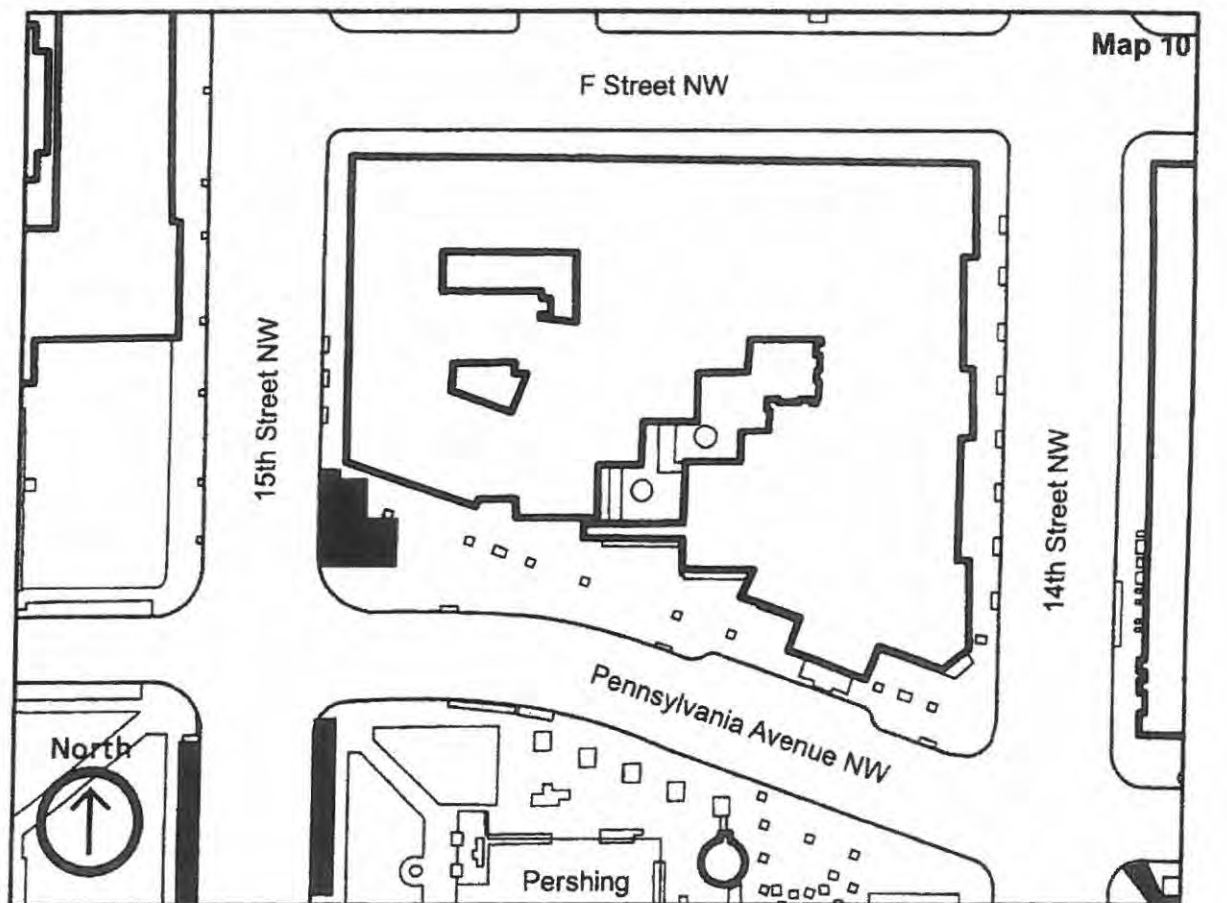 Map 10
F Street NW
15th Street NW
14th Street NW
Pennsylvania Avenue NW
North
Pershing